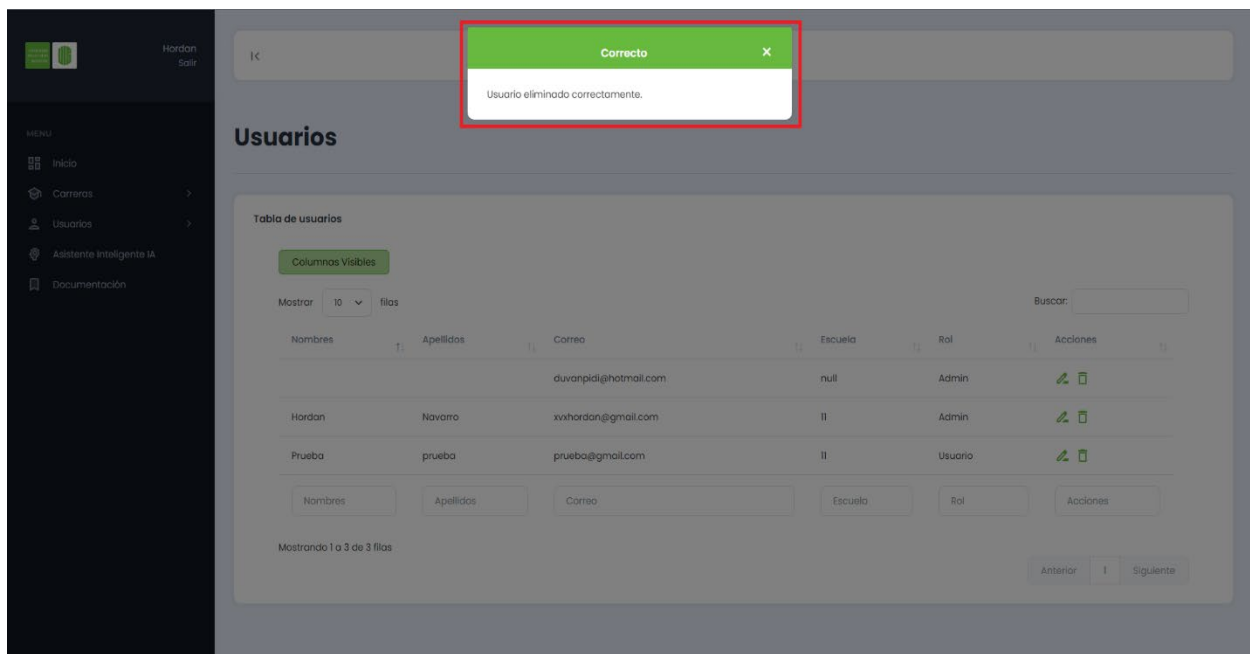 Hordan
Salir
Correcto ×
Usuario eliminado correctamente.
MENU
Inicio
Carreras
Usuarios
Asistente Inteligente IA
Documentación
Usuarios
Tabla de usuarios
Columnas Visibles
Mostrar 10 filas
Buscar:
Nombres Apellidos Correo Escuela Rol Acciones
duvanpidi@hotmail.com null Admin
Hordan Navarro xvxhordan@gmail.com 11 Admin
Prueba prueba prueba@gmail.com 11 Usuario
Nombres Apellidos Correo Escuela Rol Acciones
Mostrando 1 a 3 de 3 filas
Anterior 1 Siguiente